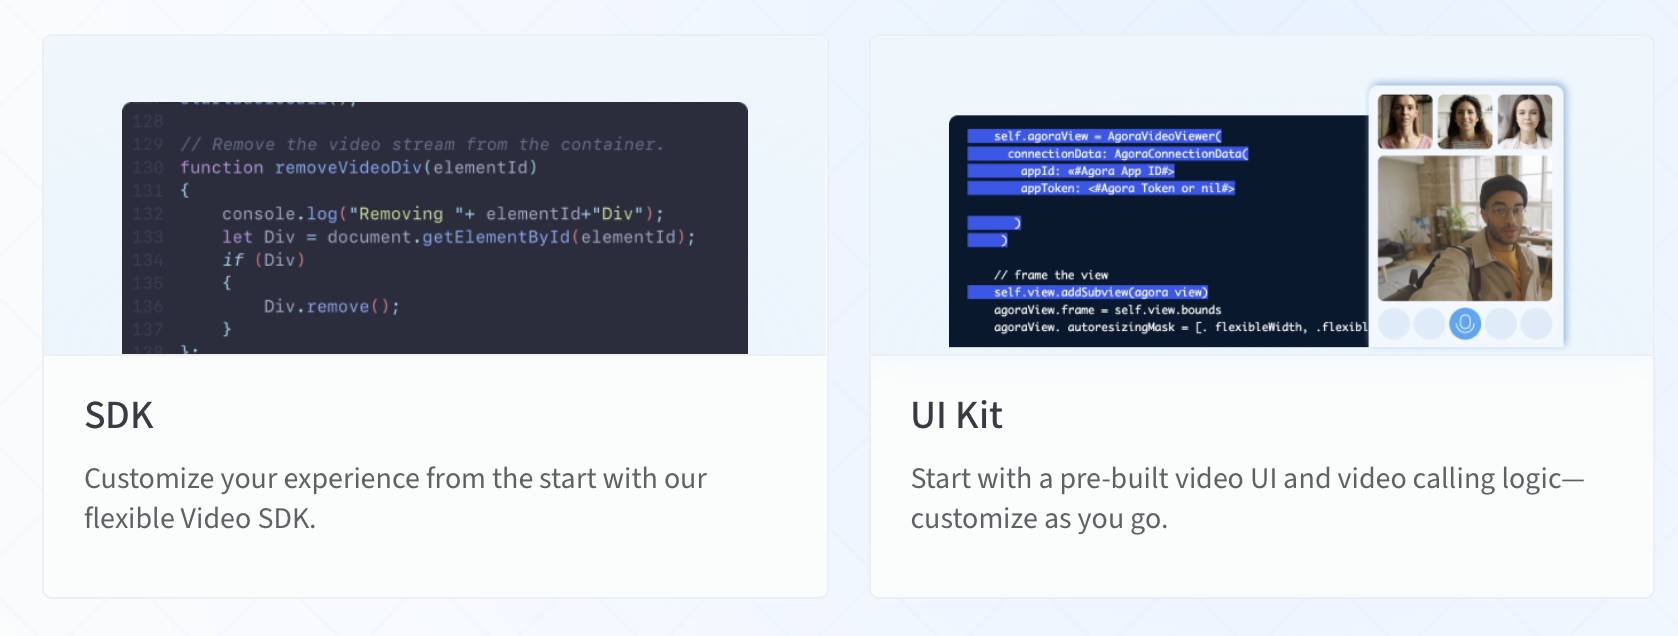 128
129 // Remove the video stream from the container.
130 function removeVideoDiv(elementId)
131 {
132 console.log("Removing "+ elementId+"Div");
133 let Div = document.getElementById(elementId);
134 if (Div)
135 {
136 Div.remove();
137 }
};
SDK
Customize your experience from the start with our
flexible Video SDK.
self.agoraView = AgoraVideoViewer(
connectionData: AgoraConnectionData(
appId: <#Agora App ID#>
appToken: <#Agora Token or nil#>
)
)
// frame the view
self.view.addSubview(agora view)
agoraView.frame = self.view.bounds
agoraView. autoresizingMask = [. flexibleWidth, .flexibl
UI Kit
Start with a pre-built video UI and video calling logic—
customize as you go.